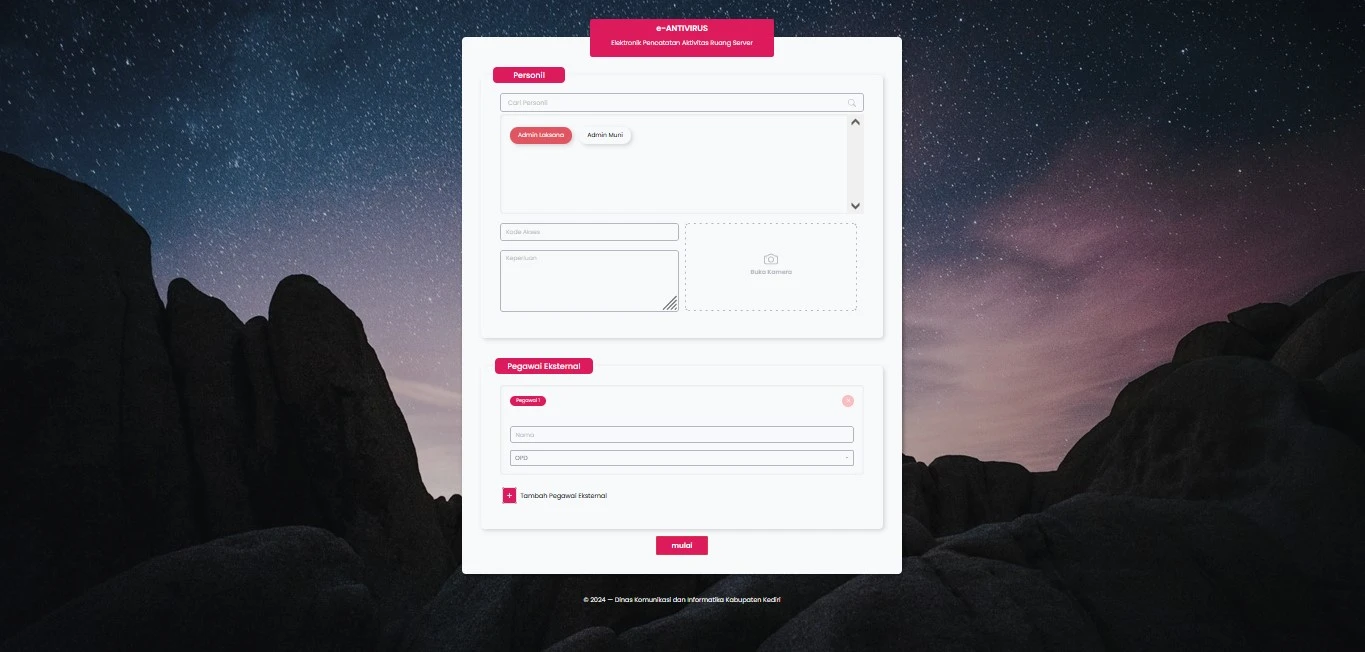 e-ANTIVIRUS
Elektronik Pencatatan Aktivitas Ruang Server
Personil
Cari Personil
Admin Laksana
Admin Muni
Kode Akses
Keperluan
Buka Kamera
Pegawai Eksternal
Pegawai 1
Nama
OPD
+ Tambah Pegawai Eksternal
mulai
© 2024 — Dinas Komunikasi dan Informatika Kabupaten Kediri